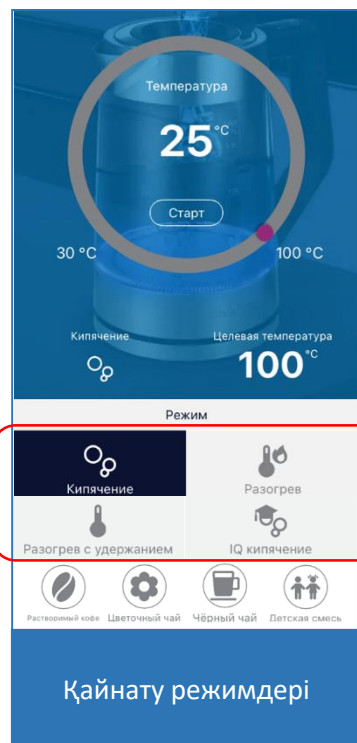 Температура
25 °C
Старт
30 °C 100 °C
Кипячение Целевая температура
100 °C
Режим
Кипячение Разогрев
Разогрев с удержанием IQ кипячение
Растворимый кофе Цветочный чай Чёрный чай Детская смесь
Қайнату режимдері